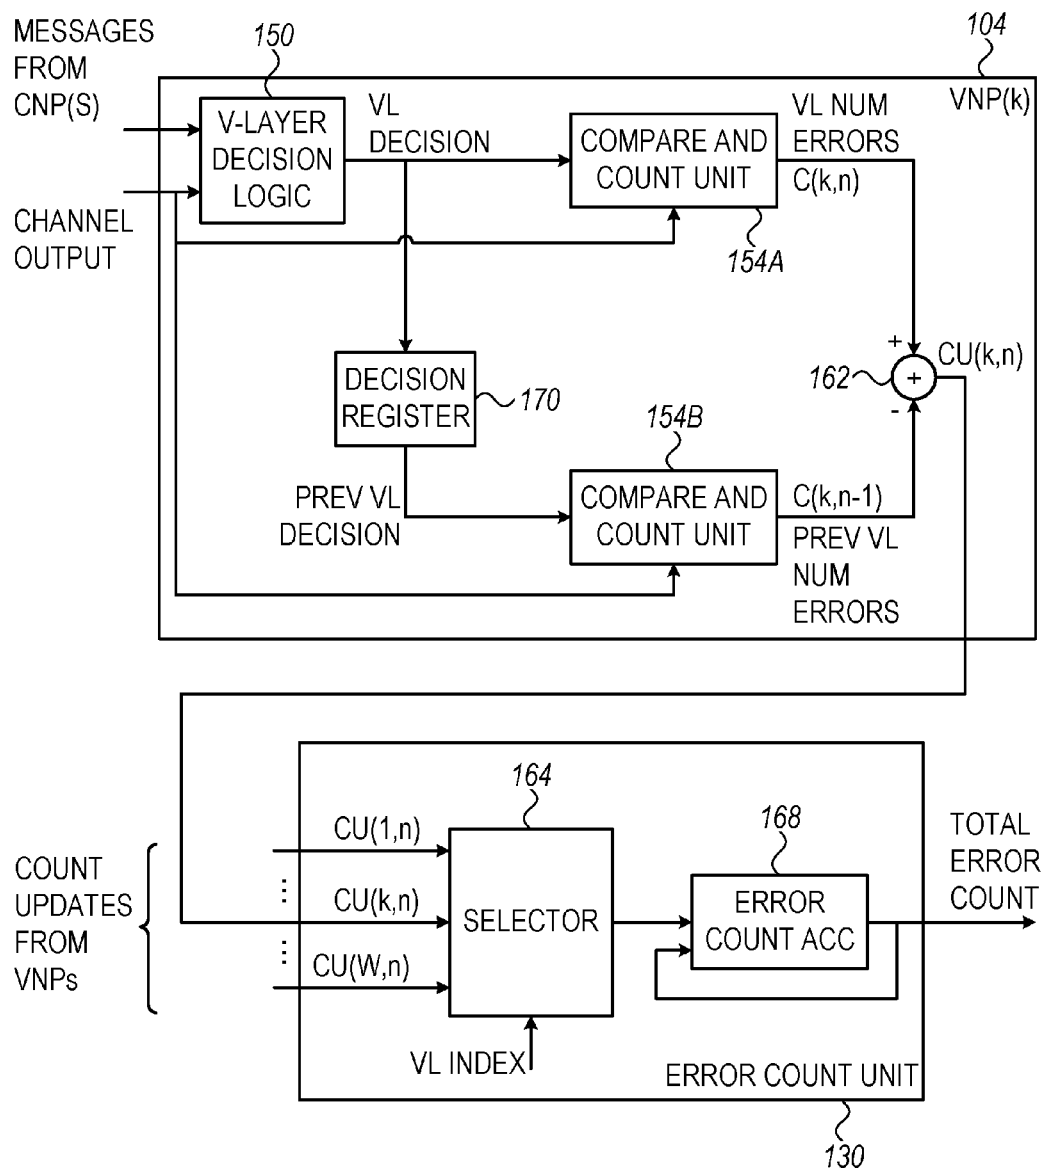 MESSAGES
FROM
CNP(S)
150
104
VNP(k)
V-LAYER
DECISION
LOGIC
VL
DECISION
COMPARE AND
COUNT UNIT
VL NUM
ERRORS
C(k,n)
CHANNEL
OUTPUT
154A
+
CU(k,n)
162
+
-
DECISION
REGISTER
170
154B
PREV VL
DECISION
COMPARE AND
COUNT UNIT
C(k,n-1)
PREV VL
NUM
ERRORS
COUNT
UPDATES
FROM
VNPs
CU(1,n)
...
CU(k,n)
...
CU(W,n)
164
SELECTOR
VL INDEX
168
ERROR
COUNT ACC
TOTAL
ERROR
COUNT
ERROR COUNT UNIT
130